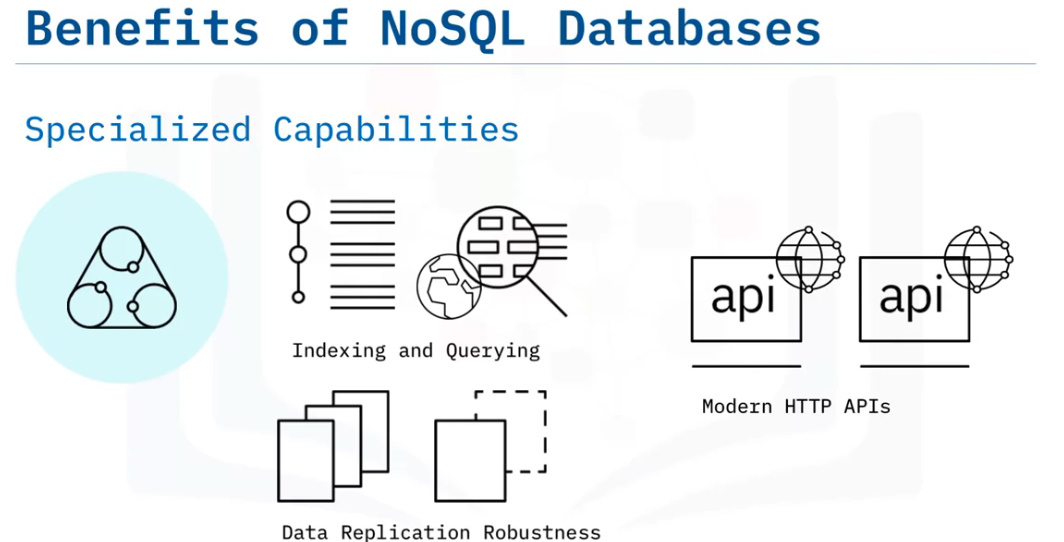 Benefits of NoSQL Databases
Specialized Capabilities
Indexing and Querying
api
api
Modern HTTP APIs
Data Replication Robustness